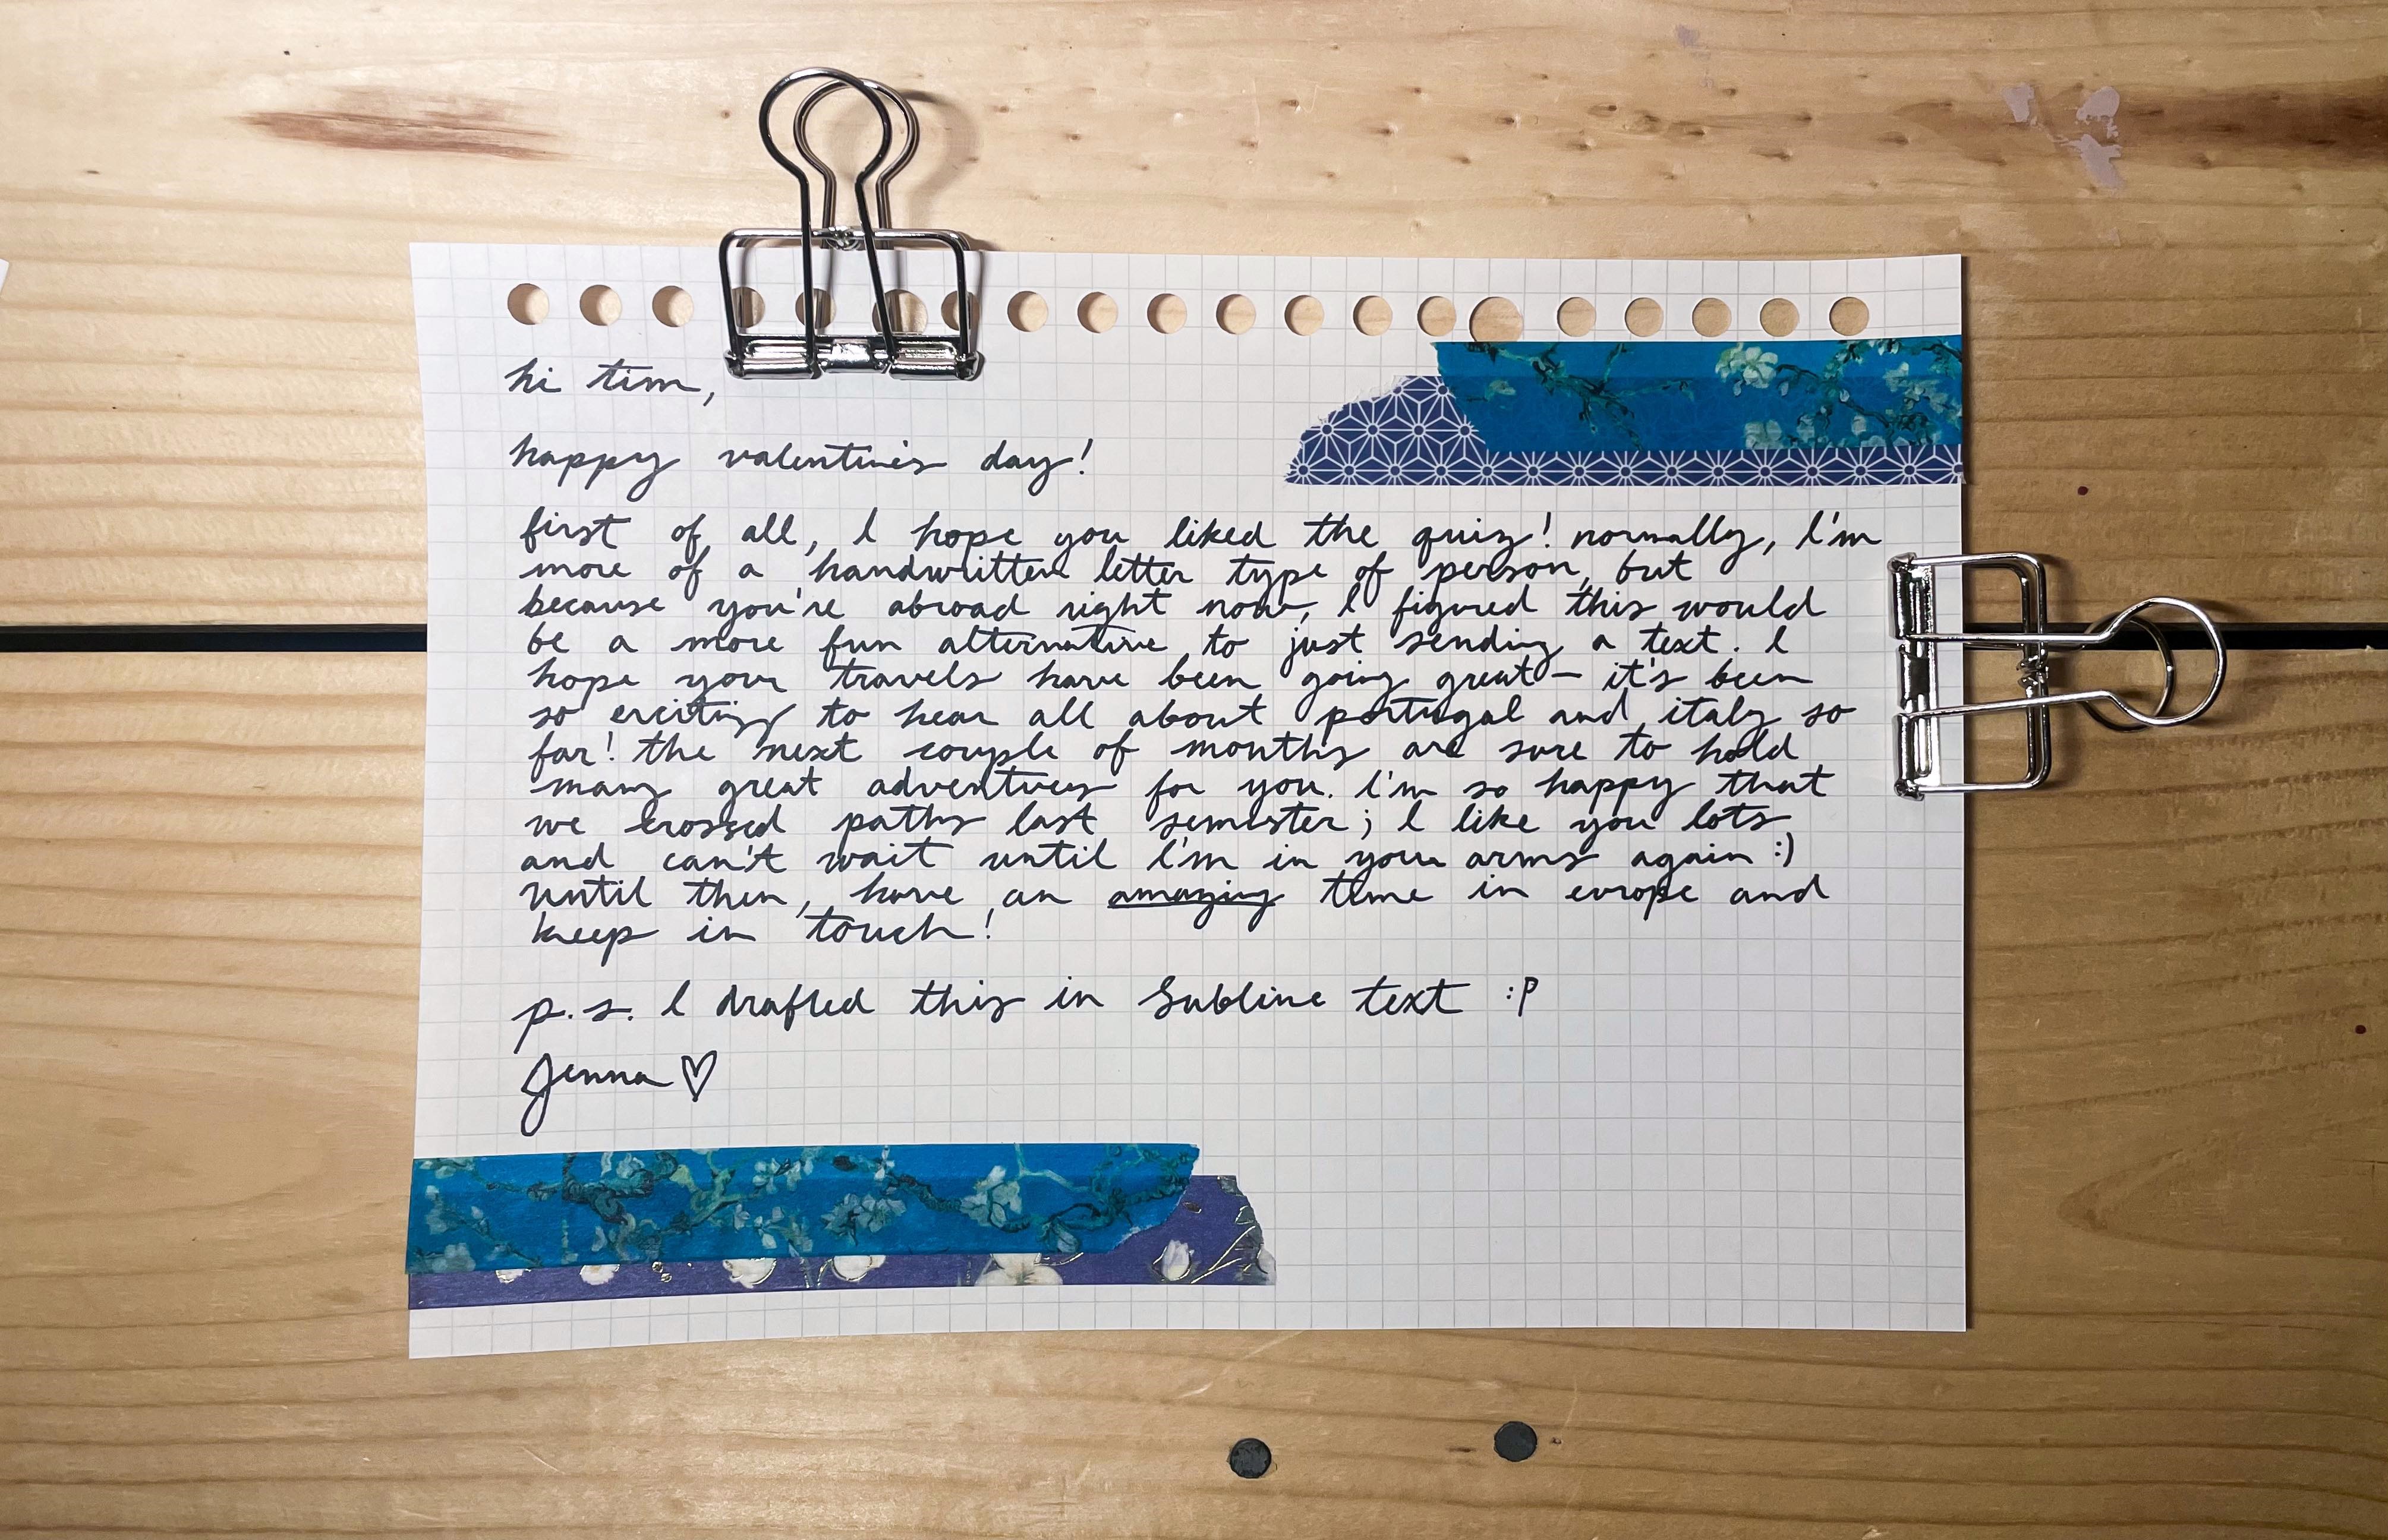 hi tim,
happy valentine's day!
first of all, I hope you liked the quiz! normally, I'm
more of a handwritten letter type of person, but
because you're abroad right now, I figured this would
be a more fun alternative to just sending a text. I
hope your travels have been going great – it's been
so exciting to hear all about portugal and italy so
far! the next couple of months are sure to hold
many great adventures for you. I'm so happy that
we crossed paths last semester; I like you lots
and can't wait until I'm in your arms again :)
until then, have an amazing time in europe and
keep in touch!
p.s. I drafted this in Sublime text :P
Jenna ♡